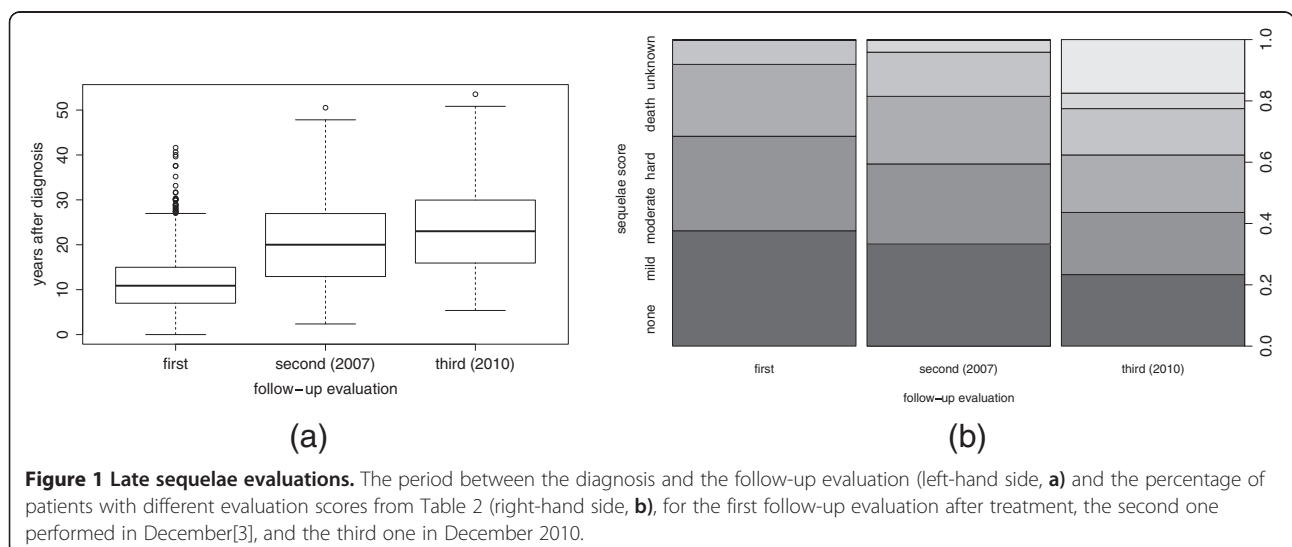 50
40
30
20
10
0
years after diagnosis
first
second (2007)
third (2010)
follow-up evaluation
(a)
unknown
death
hard
moderate
mild
none
sequelae score
1.0
0.8
0.6
0.4
0.2
0.0
first
second (2007)
third (2010)
follow-up evaluation
(b)
Figure 1 Late sequelae evaluations. The period between the diagnosis and the follow-up evaluation (left-hand side, a) and the percentage of
patients with different evaluation scores from Table 2 (right-hand side, b), for the first follow-up evaluation after treatment, the second one
performed in December[3], and the third one in December 2010.